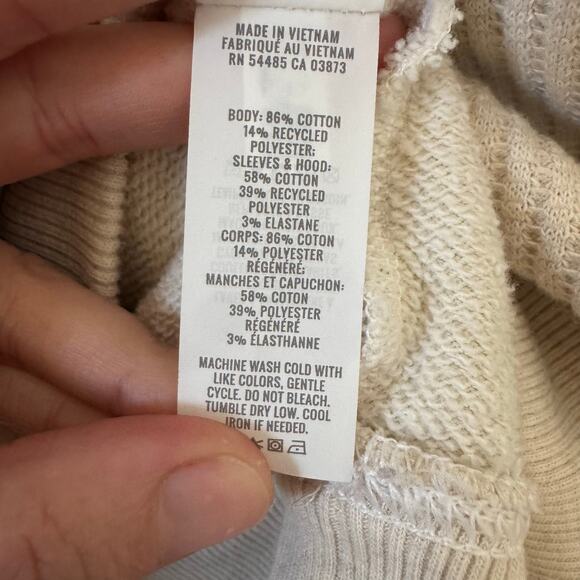 MADE IN VIETNAM
FABRIQUÉ AU VIETNAM
RN 54485 CA 03873
BODY: 86% COTTON
14% RECYCLED
POLYESTER;
SLEEVES & HOOD:
58% COTTON
39% RECYCLED
POLYESTER
3% ELASTANE
CORPS: 86% COTON
14% POLYESTER
RÉGÉNÉRÉ:
MANCHES ET CAPUCHON:
58% COTON
39% POLYESTER
RÉGÉNÉRÉ
3% ÉLASTHANNE
MACHINE WASH COLD WITH
LIKE COLORS, GENTLE
CYCLE. DO NOT BLEACH.
TUMBLE DRY LOW. COOL
IRON IF NEEDED.